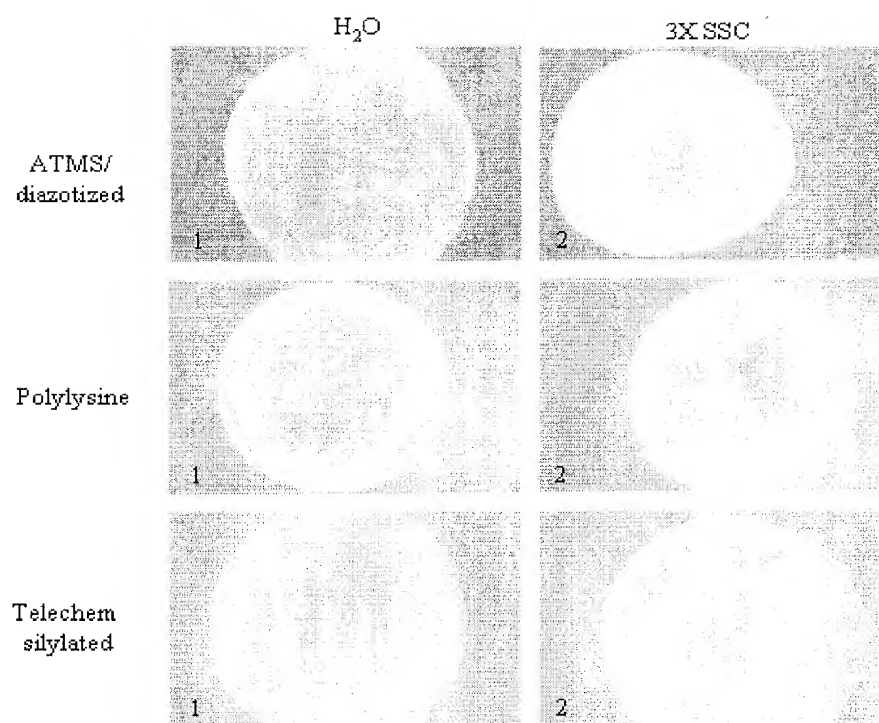 H₂O 3X SSC
ATMS/
diazotized
1 2
Polylysine
1 2
Telechem
silylated
1 2